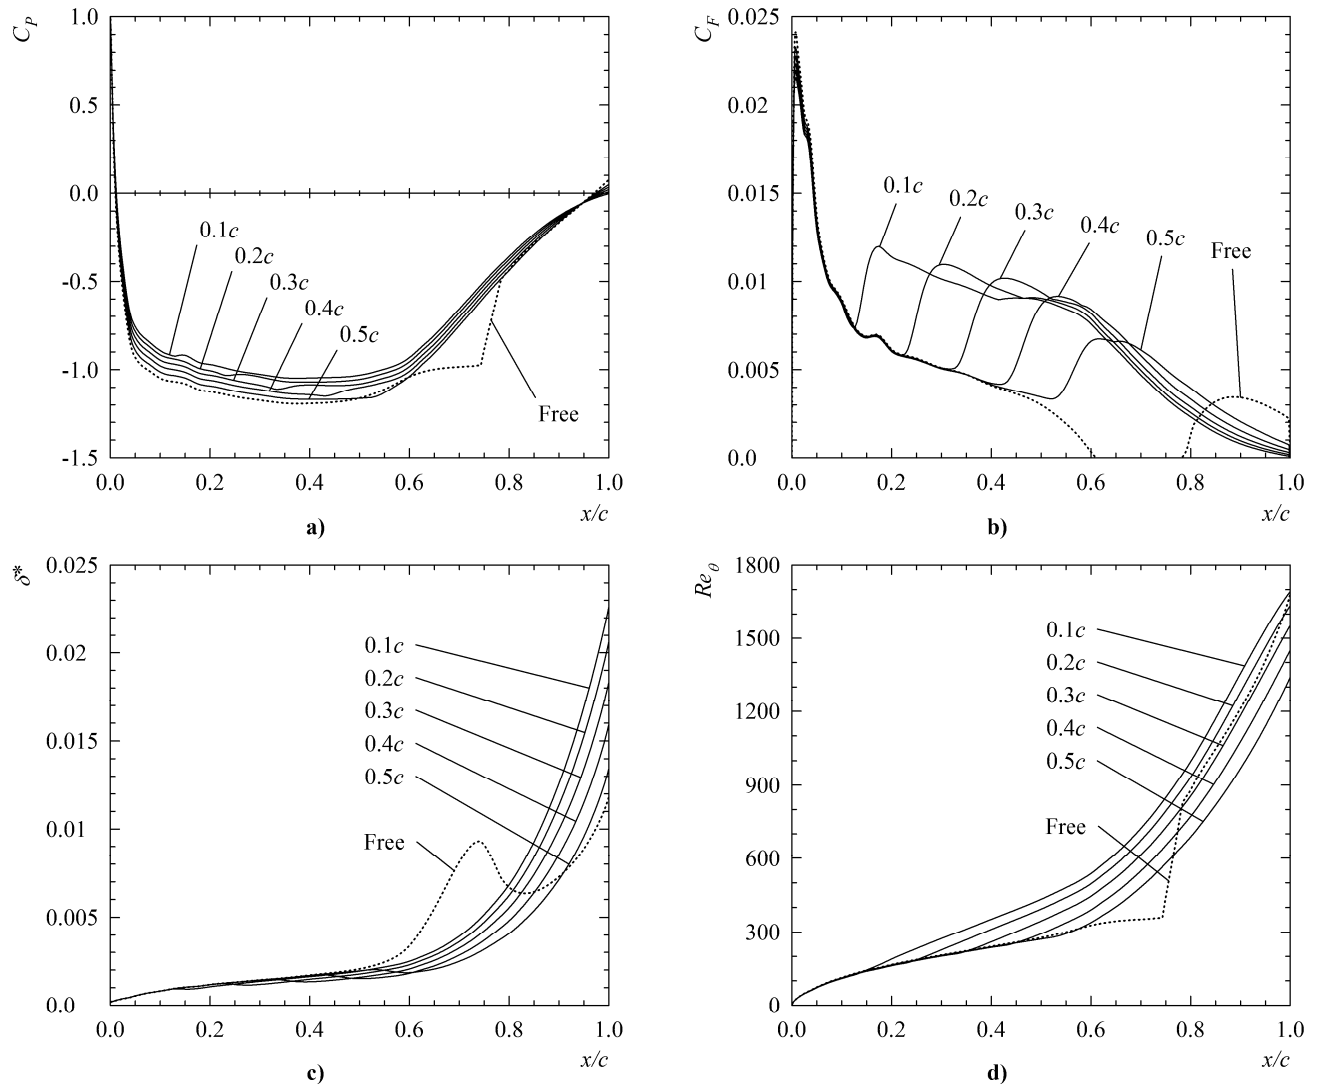 C_P
1.0
0.5
0.0
-0.5
-1.0
-1.5
0.1c
0.2c
0.3c
0.4c
0.5c
Free
0.0 0.2 0.4 0.6 0.8 1.0
x/c
a)
C_F
0.025
0.02
0.015
0.01
0.005
0.0
0.1c
0.2c
0.3c
0.4c
0.5c
Free
0.0 0.2 0.4 0.6 0.8 1.0
x/c
b)
δ*
0.025
0.02
0.015
0.01
0.005
0.0
0.1c
0.2c
0.3c
0.4c
0.5c
Free
0.0 0.2 0.4 0.6 0.8 1.0
x/c
c)
Re_θ
1800
1500
1200
900
600
300
0
0.1c
0.2c
0.3c
0.4c
0.5c
Free
0.0 0.2 0.4 0.6 0.8 1.0
x/c
d)